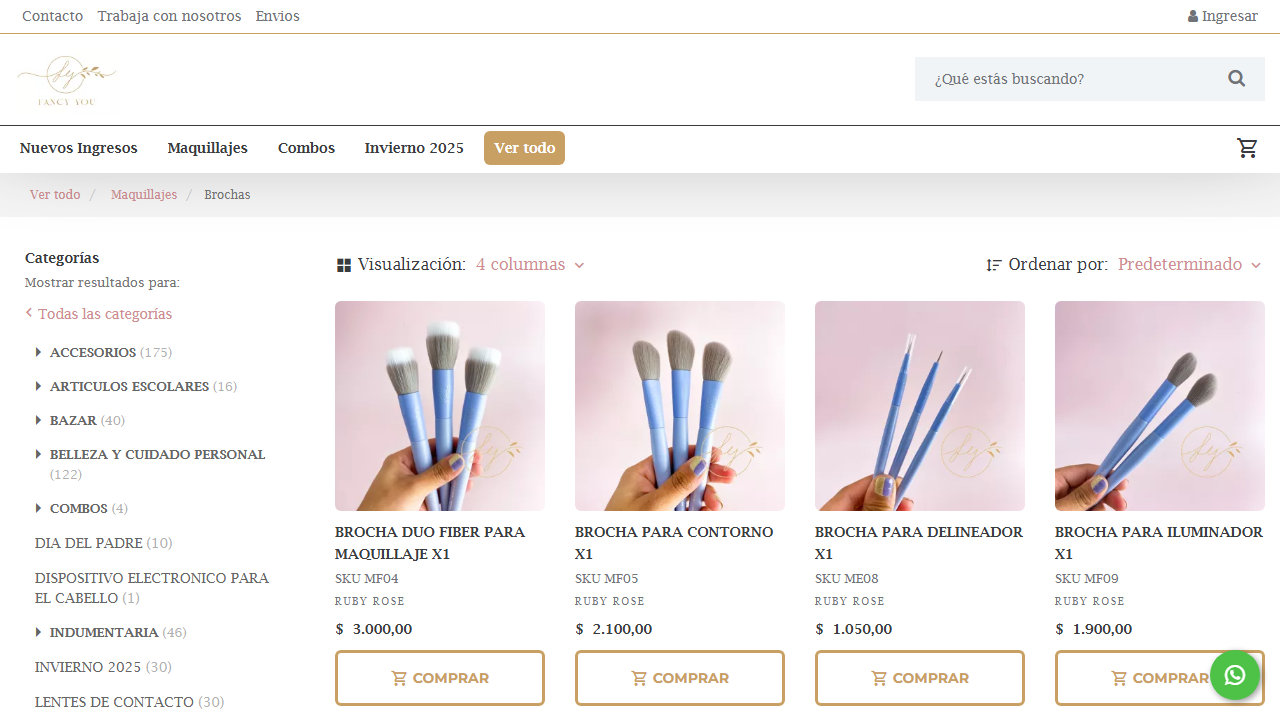 Contacto Trabaja con nosotros Envios Ingresar
fy
FANCY YOU
¿Qué estás buscando?
Nuevos Ingresos Maquillajes Combos Invierno 2025 Ver todo
Ver todo / Maquillajes / Brochas
Categorías
Mostrar resultados para:
Todas las categorías
ACCESORIOS (175)
ARTICULOS ESCOLARES (16)
BAZAR (40)
BELLEZA Y CUIDADO PERSONAL
(122)
COMBOS (4)
DIA DEL PADRE (10)
DISPOSITIVO ELECTRONICO PARA
EL CABELLO (1)
INDUMENTARIA (46)
INVIERNO 2025 (30)
LENTES DE CONTACTO (30)
Visualización: 4 columnas
Ordenar por: Predeterminado
fy
BROCHA DUO FIBER PARA
MAQUILLAJE X1
SKU MF04
RUBY ROSE
$ 3.000,00
COMPRAR
fy
BROCHA PARA CONTORNO
X1
SKU MF05
RUBY ROSE
$ 2.100,00
COMPRAR
fy
BROCHA PARA DELINEADOR
X1
SKU ME08
RUBY ROSE
$ 1.050,00
COMPRAR
fy
BROCHA PARA ILUMINADOR
X1
SKU MF09
RUBY ROSE
$ 1.900,00
COMPRAR